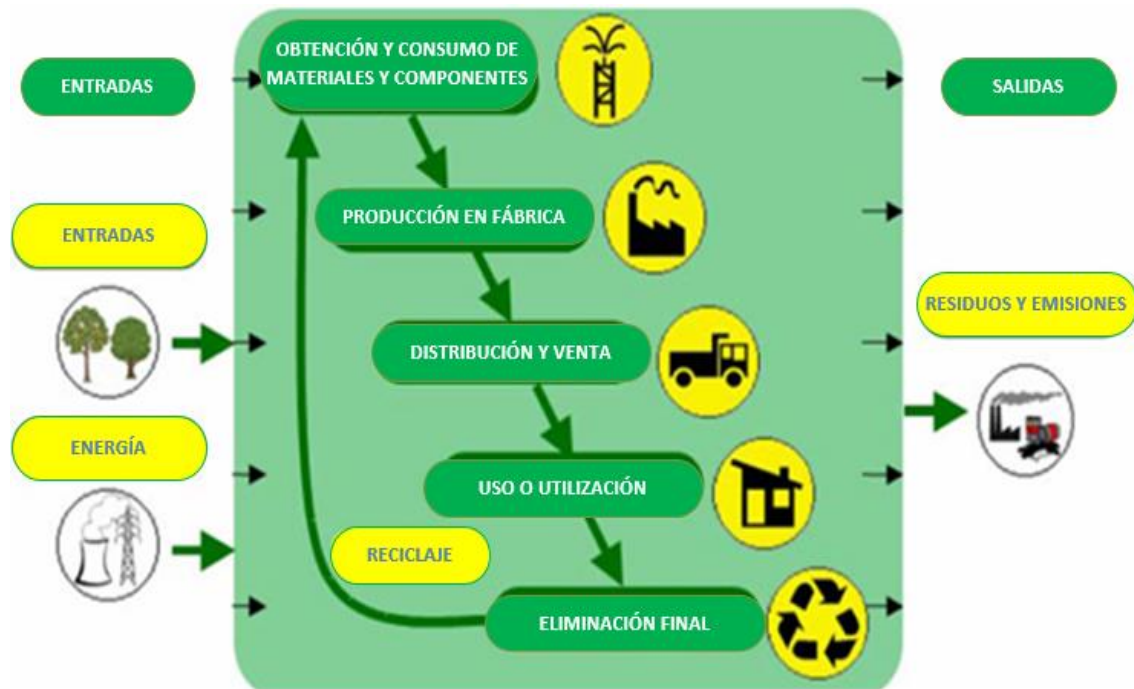 ENTRADAS
ENTRADAS
ENERGÍA
OBTENCIÓN Y CONSUMO DE
MATERIALES Y COMPONENTES
PRODUCCIÓN EN FÁBRICA
DISTRIBUCIÓN Y VENTA
USO O UTILIZACIÓN
RECICLAJE
ELIMINACIÓN FINAL
SALIDAS
RESIDUOS Y EMISIONES